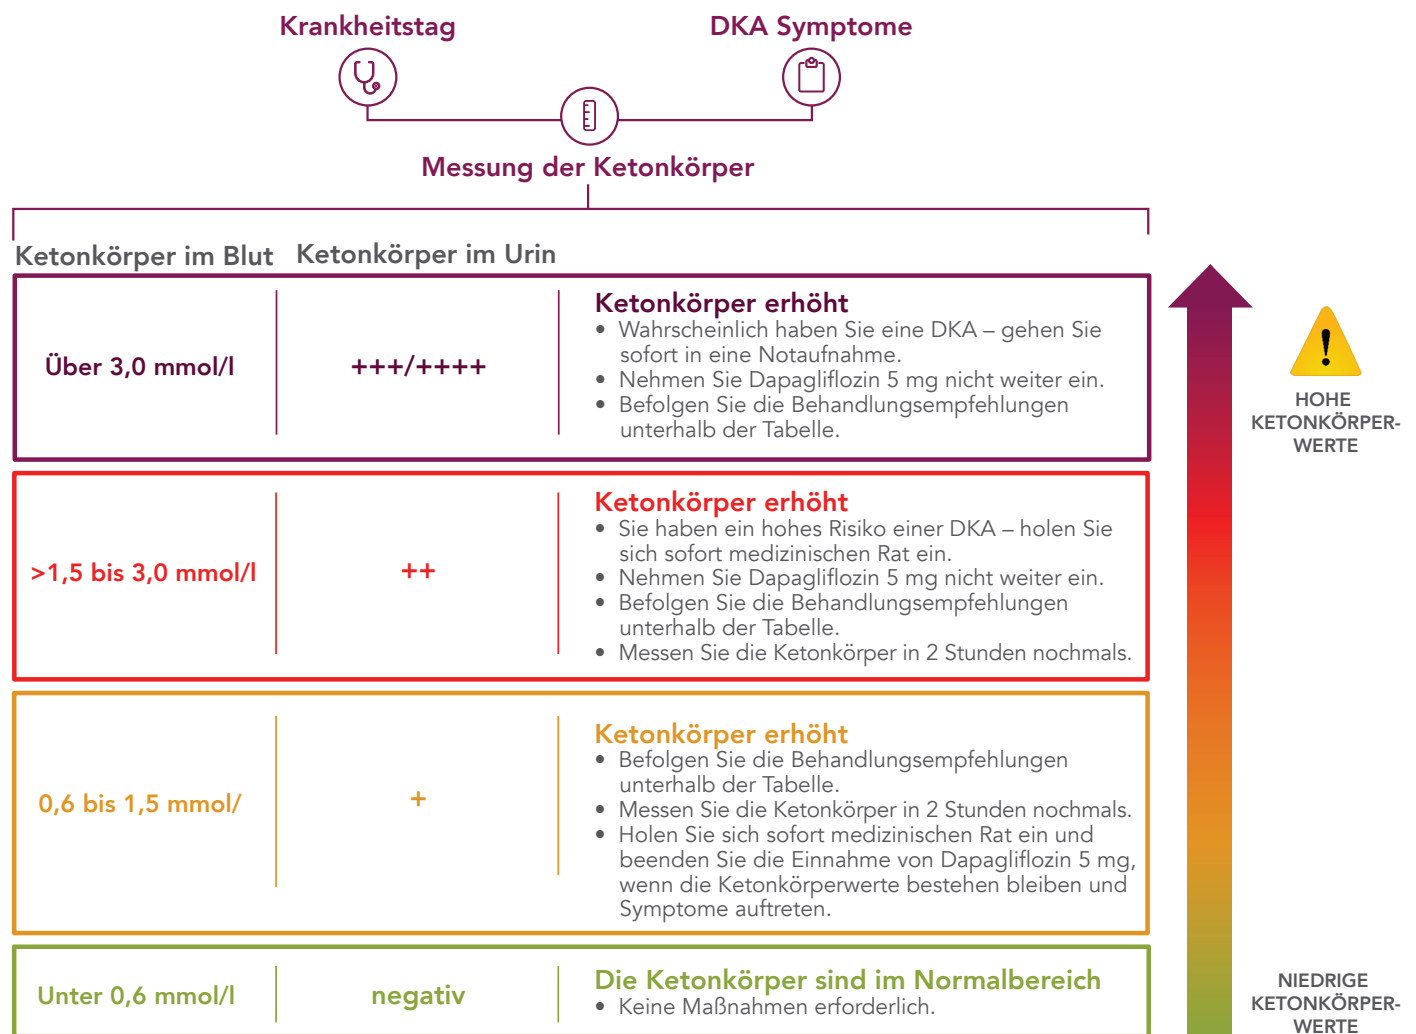 Krankheitstag
DKA Symptome
Messung der Ketonkörper
Ketonkörper im Blut
Ketonkörper im Urin
Über 3,0 mmol/l
+++/++++
Ketonkörper erhöht
• Wahrscheinlich haben Sie eine DKA – gehen Sie
sofort in eine Notaufnahme.
• Nehmen Sie Dapagliflozin 5 mg nicht weiter ein.
• Befolgen Sie die Behandlungsempfehlungen
unterhalb der Tabelle.
>1,5 bis 3,0 mmol/l
++
Ketonkörper erhöht
• Sie haben ein hohes Risiko einer DKA – holen Sie
sich sofort medizinischen Rat ein.
• Nehmen Sie Dapagliflozin 5 mg nicht weiter ein.
• Befolgen Sie die Behandlungsempfehlungen
unterhalb der Tabelle.
• Messen Sie die Ketonkörper in 2 Stunden nochmals.
0,6 bis 1,5 mmol/
+
Ketonkörper erhöht
• Befolgen Sie die Behandlungsempfehlungen
unterhalb der Tabelle.
• Messen Sie die Ketonkörper in 2 Stunden nochmals.
• Holen Sie sich sofort medizinischen Rat ein und
beenden Sie die Einnahme von Dapagliflozin 5 mg,
wenn die Ketonkörperwerte bestehen bleiben und
Symptome auftreten.
Unter 0,6 mmol/l
negativ
Die Ketonkörper sind im Normalbereich
• Keine Maßnahmen erforderlich.
!
HOHE
KETONKÖRPER-
WERTE
NIEDRIGE
KETONKÖRPER-
WERTE